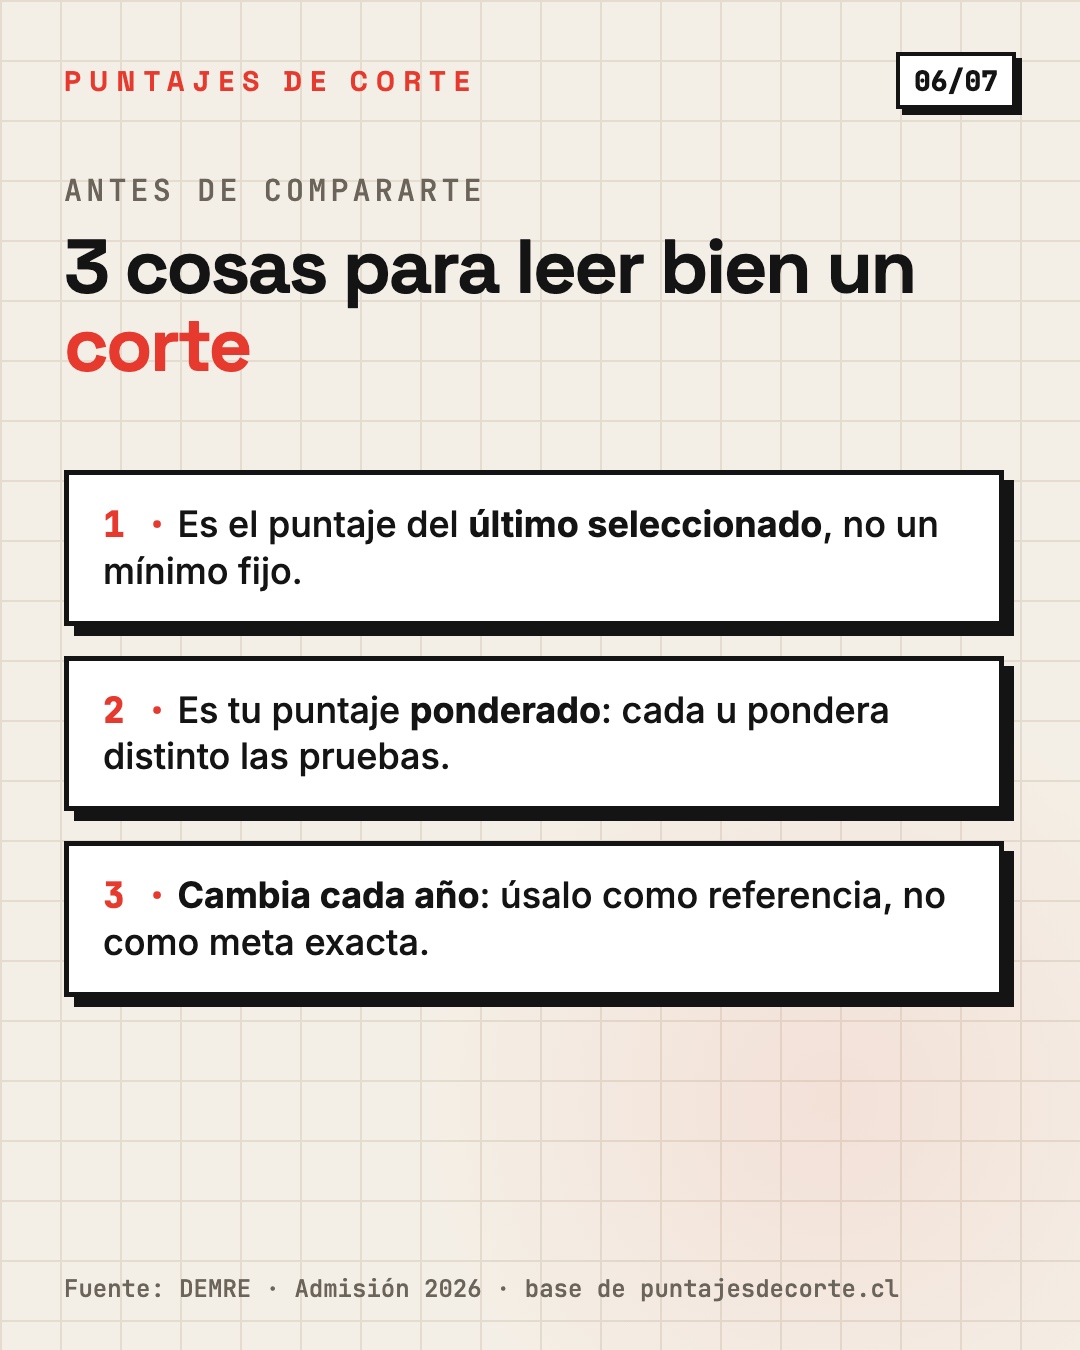 PUNTAJES DE CORTE
06/07
ANTES DE COMPARARTE
3 cosas para leer bien un
corte
1 · Es el puntaje del último seleccionado, no un
mínimo fijo.
2 · Es tu puntaje ponderado: cada u pondera
distinto las pruebas.
3 · Cambia cada año: úsalo como referencia, no
como meta exacta.
Fuente: DEMRE · Admisión 2026 · base de puntajesdecorte.cl